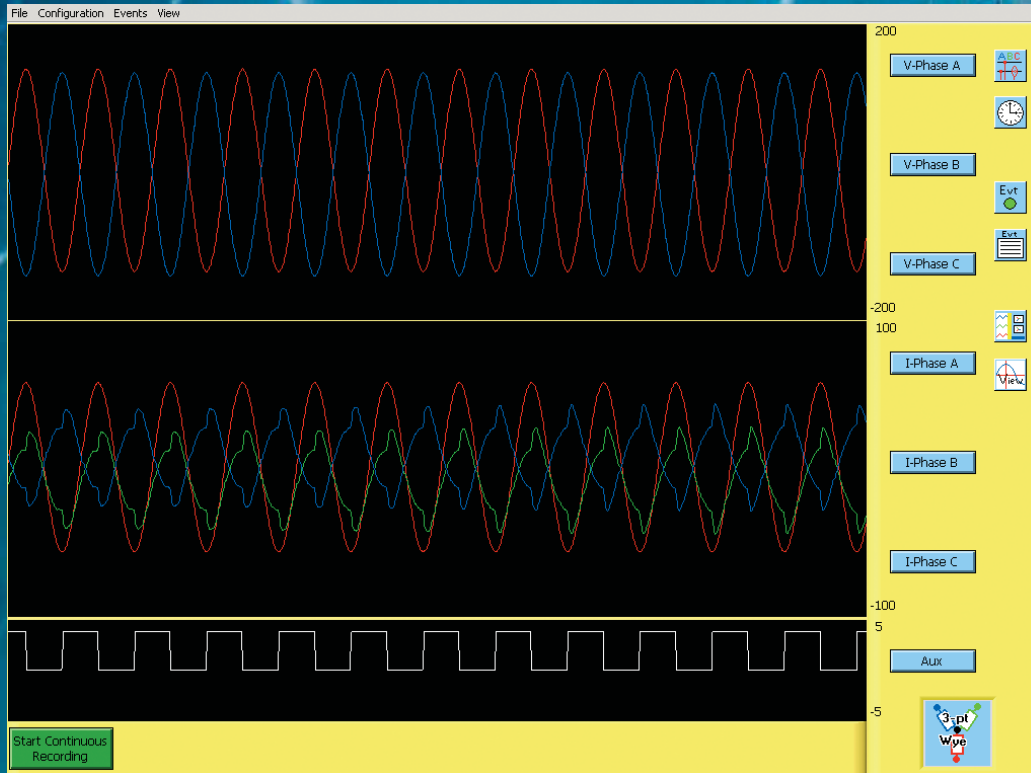 File Configuration Events View
200
V-Phase A
ABC
V-Phase B
Evt
Evt
V-Phase C
-200
100
I-Phase A
View
I-Phase B
I-Phase C
-100
5
Aux
-5
3-pt
Wye
Start Continuous
Recording